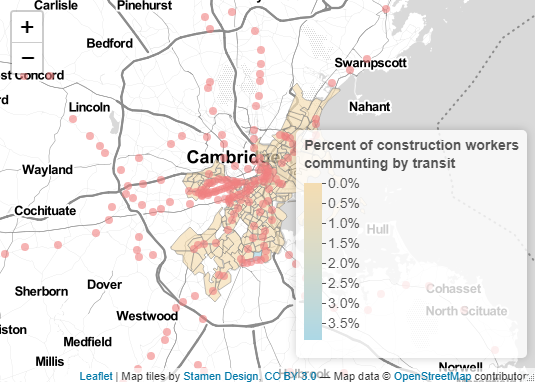 Carlisle
Pinehurst
+
−
Bedford
st Concord
Swampscott
rd
Lincoln
Nahant
Cambridge
Percent of construction workers
communting by transit
Wayland
0.0%
0.5%
1.0%
1.5%
2.0%
2.5%
3.0%
3.5%
Cochituate
Hull
Sherborn
Dover
Cohasset
Westwood
North Scituate
iston
Medfield
Millis
Norwell
Holbrook
Leaflet | Map tiles by Stamen Design, CC BY 3.0 — Map data © OpenStreetMap contributor